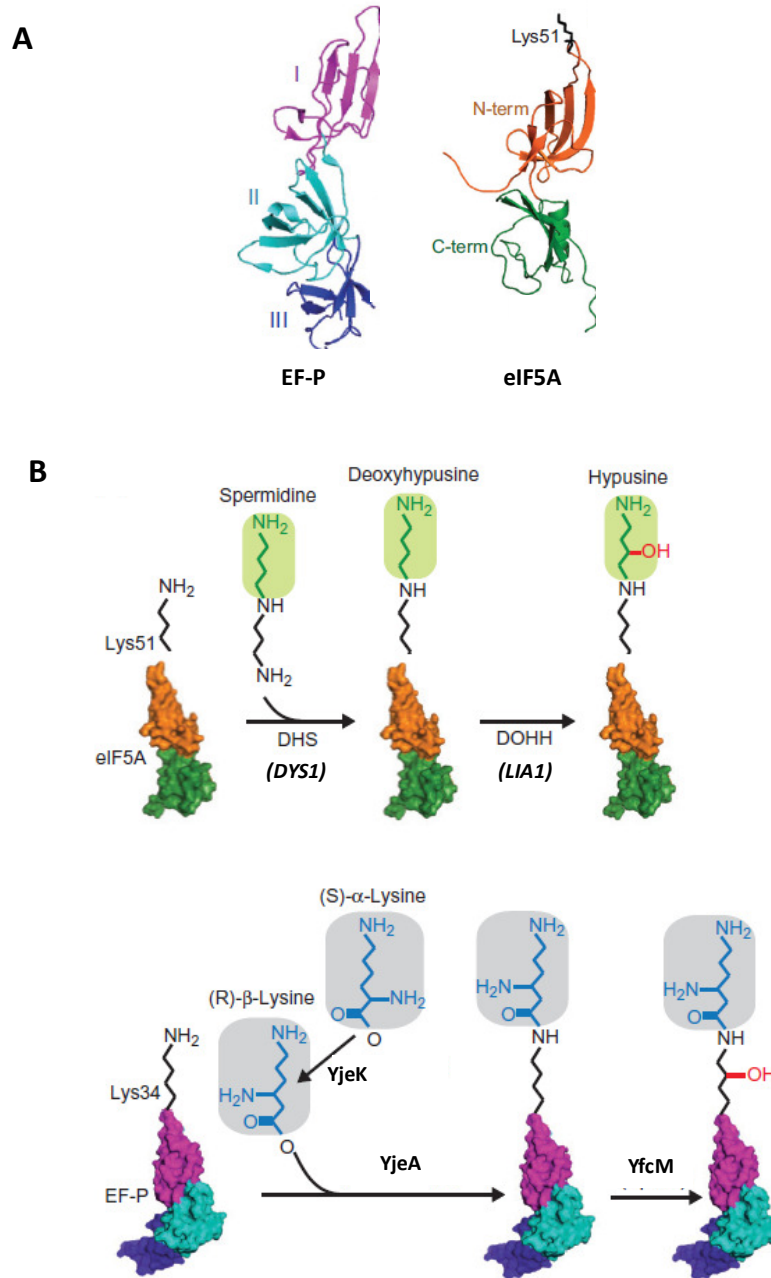 A
I
II
III
EF-P
Lys51
N-term
C-term
eIF5A
B
Spermidine
NH2
NH
NH2
Deoxyhypusine
NH2
NH
Hypusine
NH2
OH
NH
NH2
Lys51
eIF5A
DHS
(DYS1)
DOHH
(LIA1)
(S)-α-Lysine
NH2
NH2
O
O
(R)-β-Lysine
NH2
H2N
O
O
YjeK
NH2
Lys34
EF-P
YjeA
NH2
H2N
O
NH
YfcM
NH2
H2N
O
NH
OH